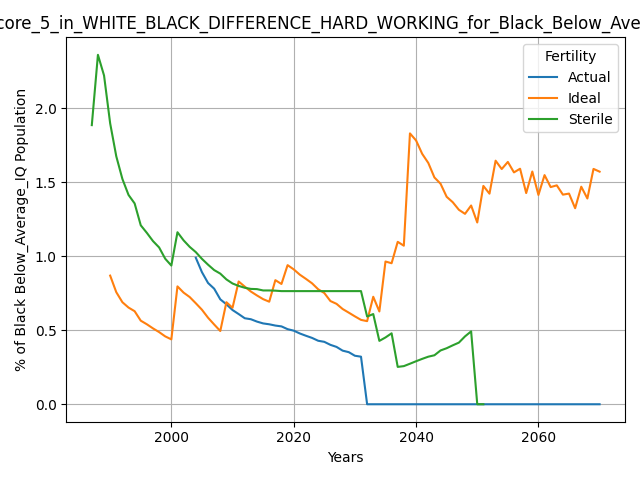 core_5_in_WHITE_BLACK_DIFFERENCE_HARD_WORKING_for_Black_Below_Ave
Fertility
Actual
Ideal
Sterile
% of Black Below_Average_IQ Population
2.0
1.5
1.0
0.5
0.0
2000 2020 2040 2060
Years